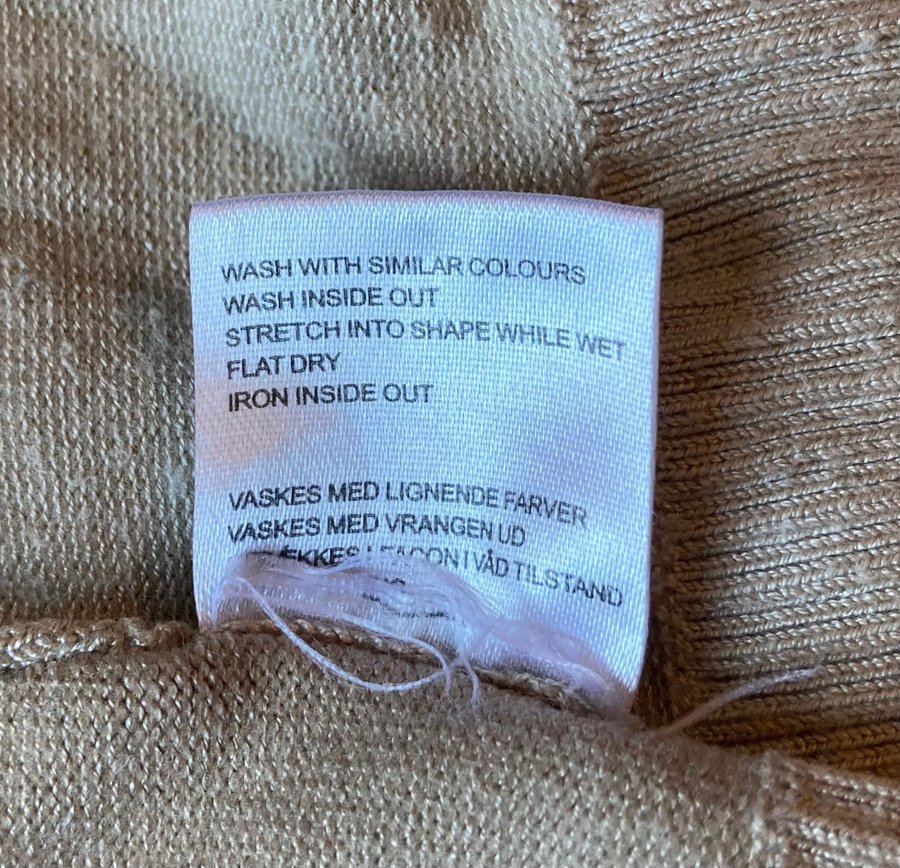 WASH WITH SIMILAR COLOURS
WASH INSIDE OUT
STRETCH INTO SHAPE WHILE WET
FLAT DRY
IRON INSIDE OUT
VASKES MED LIGNENDE FARVER
VASKES MED VRANGEN UD
I VÅD TILSTAND